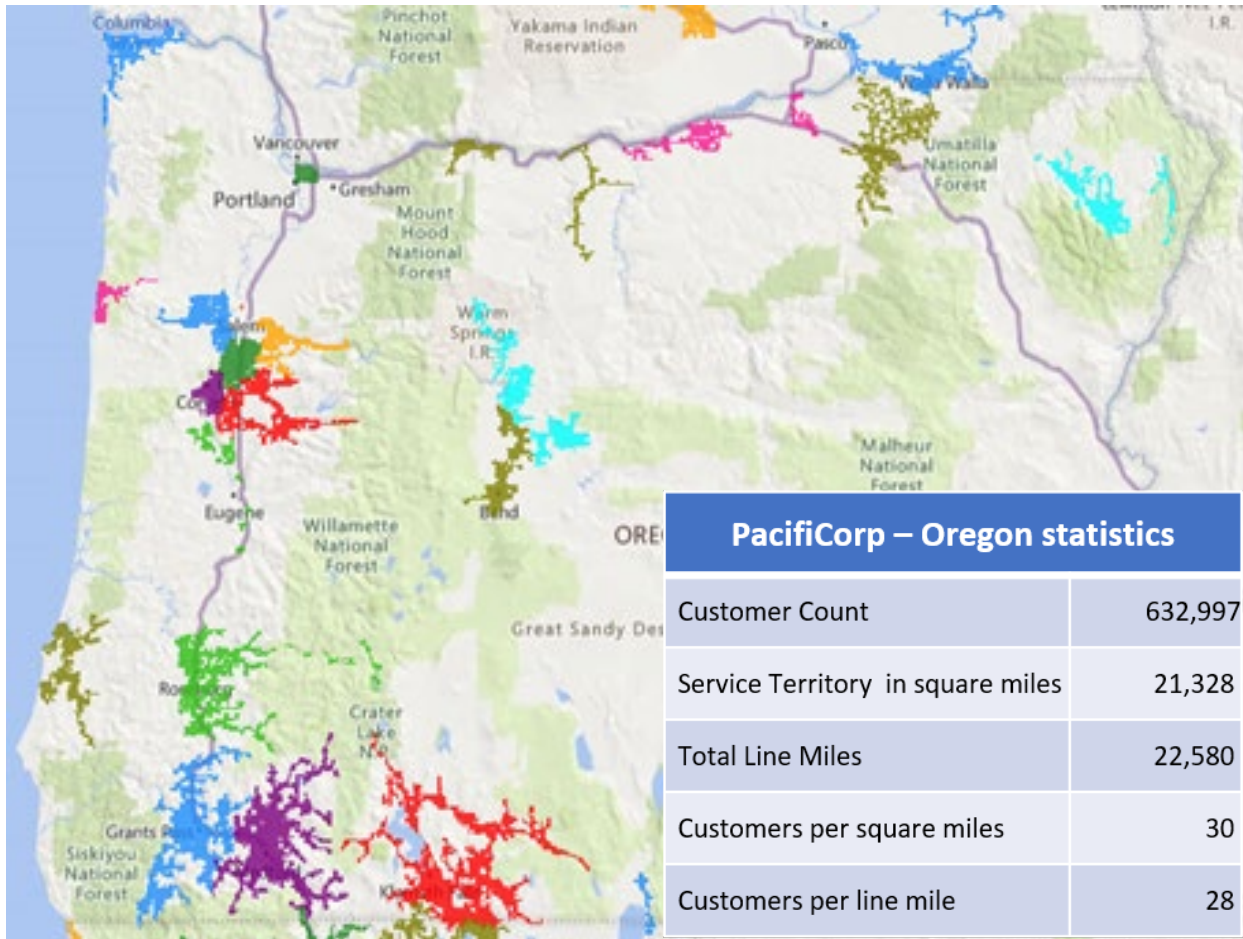 Columbia
Pinchot
National
Forest
Yakama Indian
Reservation
Pasco
I.R.
Walla Walla
Vancouver
Portland
Gresham
Mount
Hood
National
Forest
Umatilla
National
Forest
Warm
Springs
I.R.
Malheur
National
Forest
Eugene
Bend
Willamette
National
Forest
Great Sandy Des
Crater
Lake
N.P.
Grants
Siskiyou
National
Forest
PacifiCorp – Oregon statistics
Customer Count 632,997
Service Territory in square miles 21,328
Total Line Miles 22,580
Customers per square miles 30
Customers per line mile 28